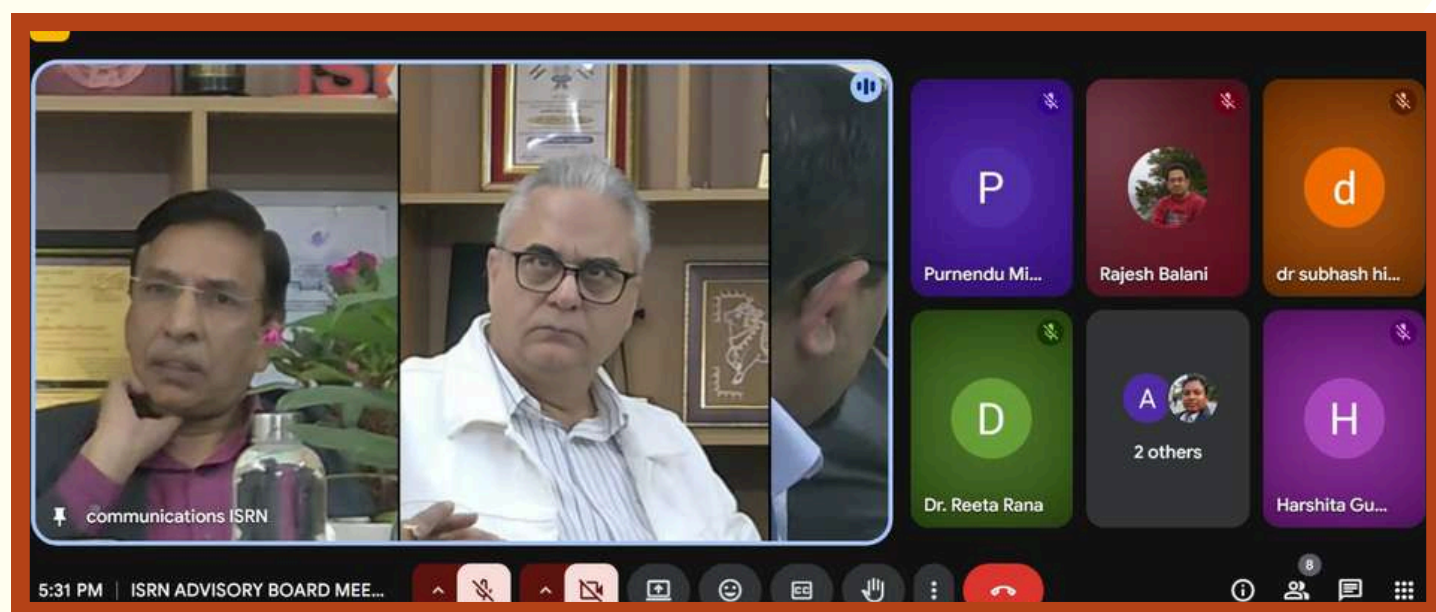 P
Purnendu Mi...
Rajesh Balani
d
dr subhash hi...
D
Dr. Reeta Rana
A
2 others
H
Harshita Gu...
communications ISRN
5:31 PM | ISRN ADVISORY BOARD MEE...
CC
8